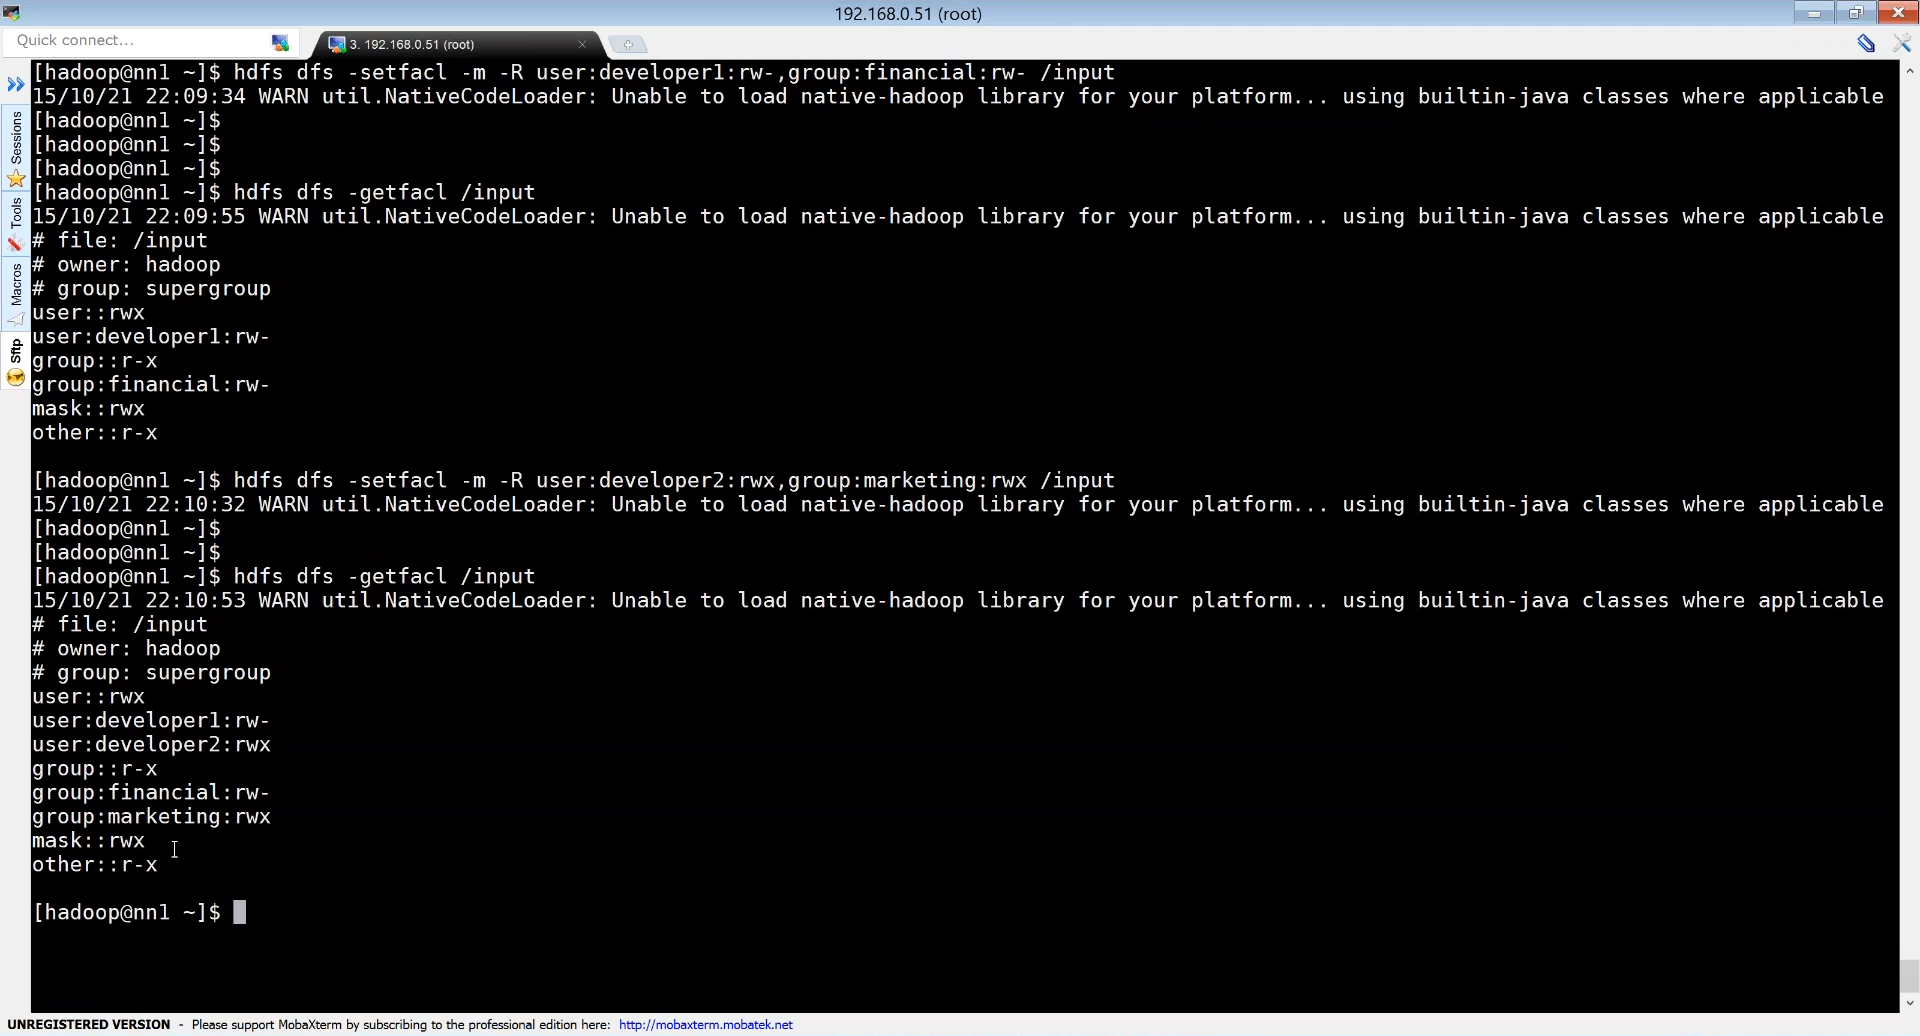 192.168.0.51 (root)
Quick connect...
3. 192.168.0.51 (root)
Sessions
Tools
Macros
Sftp
[hadoop@nn1 ~]$ hdfs dfs -setfacl -m -R user:developer1:rw-,group:financial:rw- /input
15/10/21 22:09:34 WARN util.NativeCodeLoader: Unable to load native-hadoop library for your platform... using builtin-java classes where applicable
[hadoop@nn1 ~]$
[hadoop@nn1 ~]$
[hadoop@nn1 ~]$
[hadoop@nn1 ~]$ hdfs dfs -getfacl /input
15/10/21 22:09:55 WARN util.NativeCodeLoader: Unable to load native-hadoop library for your platform... using builtin-java classes where applicable
# file: /input
# owner: hadoop
# group: supergroup
user::rwx
user:developer1:rw-
group::r-x
group:financial:rw-
mask::rwx
other::r-x
[hadoop@nn1 ~]$ hdfs dfs -setfacl -m -R user:developer2:rwx,group:marketing:rwx /input
15/10/21 22:10:32 WARN util.NativeCodeLoader: Unable to load native-hadoop library for your platform... using builtin-java classes where applicable
[hadoop@nn1 ~]$
[hadoop@nn1 ~]$
[hadoop@nn1 ~]$ hdfs dfs -getfacl /input
15/10/21 22:10:53 WARN util.NativeCodeLoader: Unable to load native-hadoop library for your platform... using builtin-java classes where applicable
# file: /input
# owner: hadoop
# group: supergroup
user::rwx
user:developer1:rw-
user:developer2:rwx
group::r-x
group:financial:rw-
group:marketing:rwx
mask::rwx
other::r-x
[hadoop@nn1 ~]$
UNREGISTERED VERSION - Please support MobaXterm by subscribing to the professional edition here: http://mobaxterm.mobatek.net